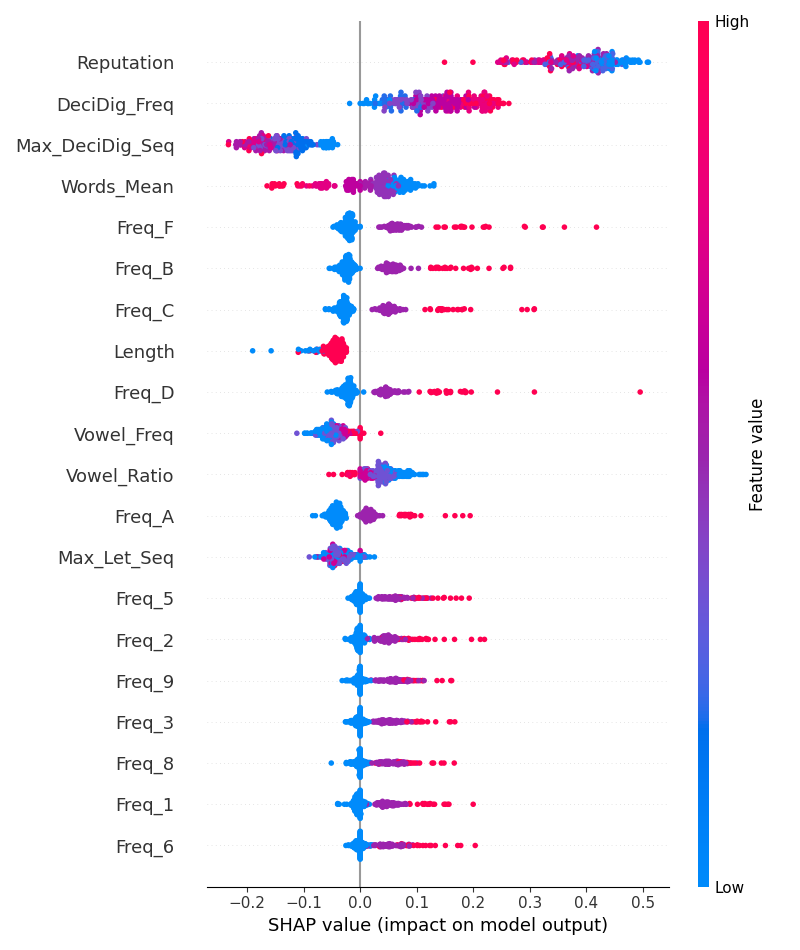 High
Reputation
DeciDig_Freq
Max_DeciDig_Seq
Words_Mean
Freq_F
Freq_B
Freq_C
Length
Freq_D
Vowel_Freq
Vowel_Ratio
Freq_A
Max_Let_Seq
Freq_5
Freq_2
Freq_9
Freq_3
Freq_8
Freq_1
Freq_6
Feature value
Low
−0.2 −0.1 0.0 0.1 0.2 0.3 0.4 0.5
SHAP value (impact on model output)